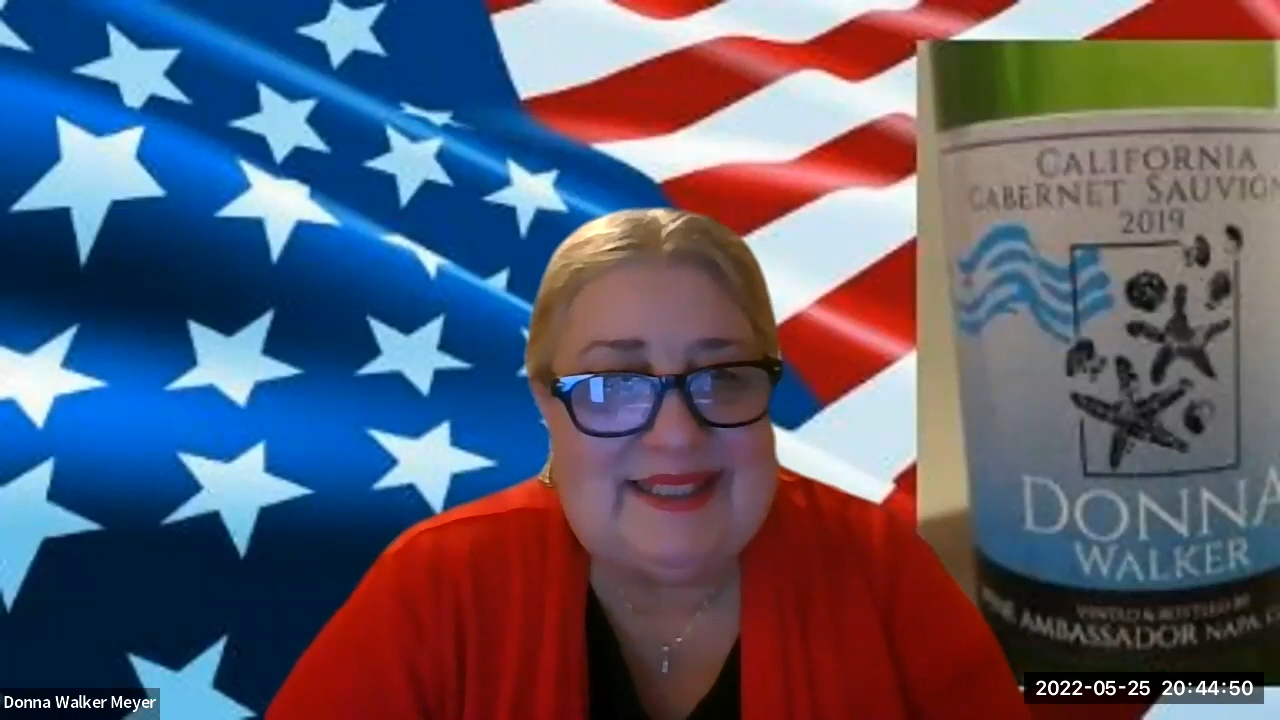 CALIFORNIA
CABERNET SAUVIGN
2019
DONNA
WALKER
VINTED & BOTTLED BY
AMBASSADOR NAPA
Donna Walker Meyer
2022-05-25 20:44:50